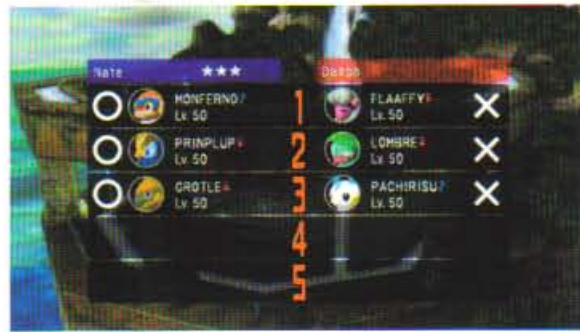 Nate ★★★
MONFERNO♂
Lv. 50
PRINPLUP♀
Lv. 50
GROTLE♀
Lv. 50
1
2
3
4
5
FLAAFFY♀
Lv. 50
LOMBRE♀
Lv. 50
PACHIRISU♂
Lv. 50